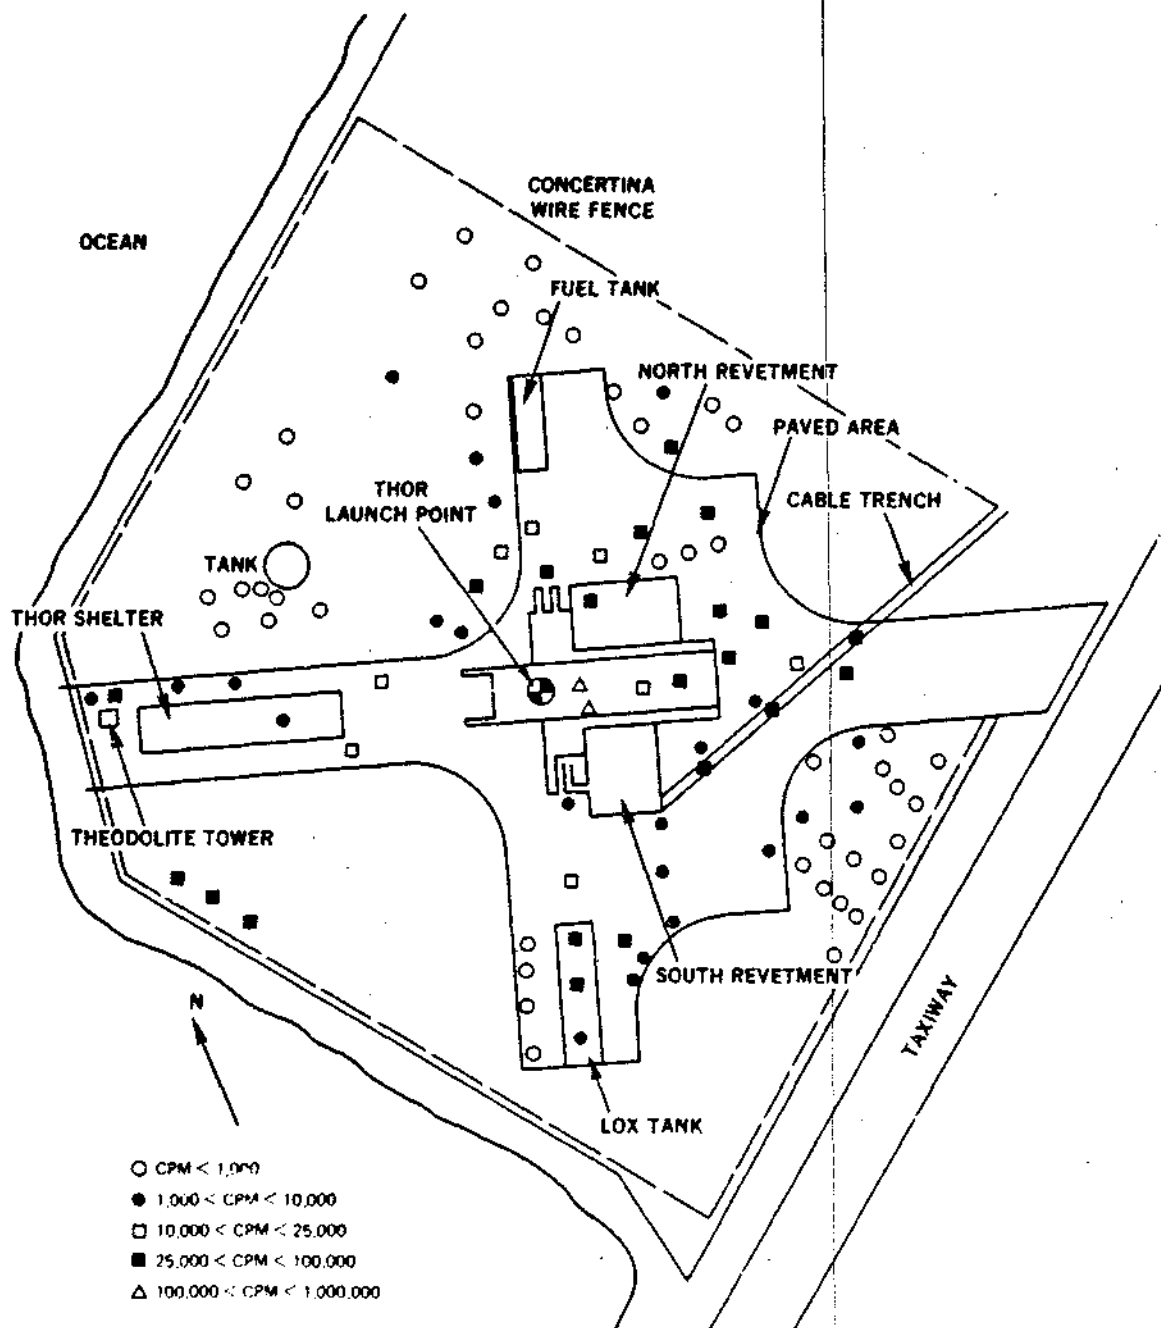 CONCERTINA
WIRE FENCE
OCEAN
FUEL TANK
NORTH REVETMENT
PAVED AREA
THOR
LAUNCH POINT
CABLE TRENCH
TANK
THOR SHELTER
THEODOLITE TOWER
SOUTH REVETMENT
N
TAXIWAY
LOX TANK
CPM < 1,000
1,000 < CPM < 10,000
10,000 < CPM < 25,000
25,000 < CPM < 100,000
100,000 < CPM < 1,000,000